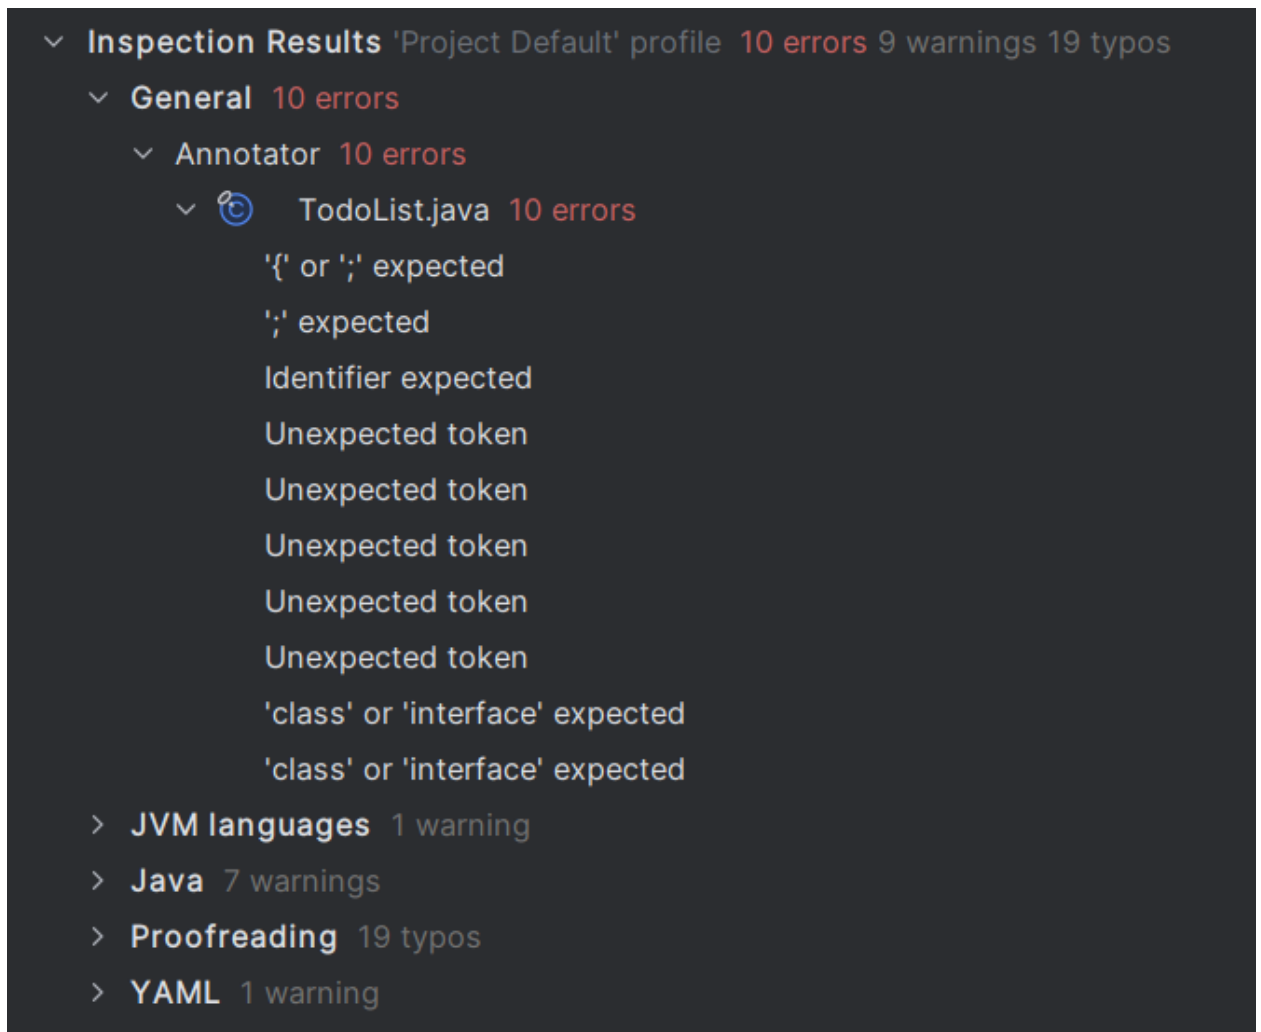 Inspection Results 'Project Default' profile 10 errors 9 warnings 19 typos
General 10 errors
Annotator 10 errors
TodoList.java 10 errors
'{' or ';' expected
';' expected
Identifier expected
Unexpected token
Unexpected token
Unexpected token
Unexpected token
Unexpected token
'class' or 'interface' expected
'class' or 'interface' expected
JVM languages 1 warning
Java 7 warnings
Proofreading 19 typos
YAML 1 warning